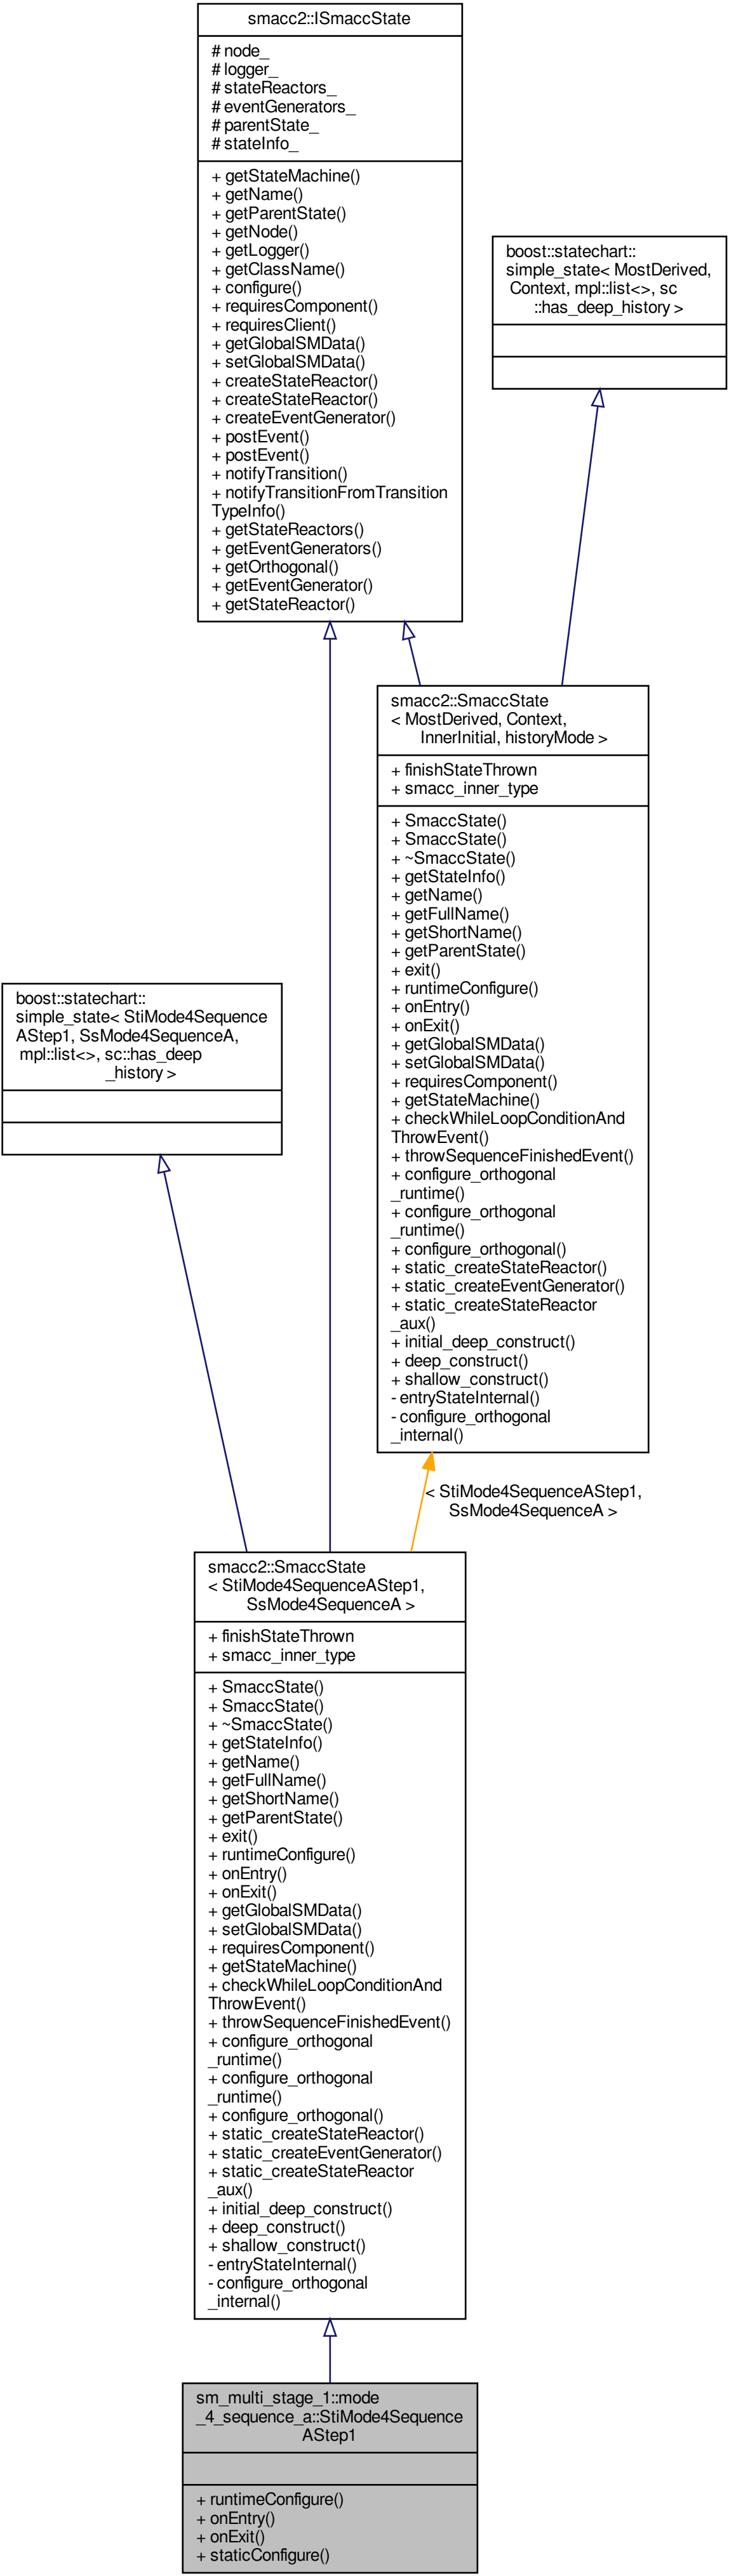 smacc2::ISmaccState
# node_
# logger_
# stateReactors_
# eventGenerators_
# parentState_
# stateInfo_
+ getStateMachine()
+ getName()
+ getParentState()
+ getNode()
+ getLogger()
+ getClassName()
+ configure()
+ requiresComponent()
+ requiresClient()
+ getGlobalSMData()
+ setGlobalSMData()
+ createStateReactor()
+ createStateReactor()
+ createEventGenerator()
+ postEvent()
+ postEvent()
+ notifyTransition()
+ notifyTransitionFromTransition
TypeInfo()
+ getStateReactors()
+ getEventGenerators()
+ getOrthogonal()
+ getEventGenerator()
+ getStateReactor()
boost::statechart::
simple_state< MostDerived,
Context, mpl::list<>, sc
::has_deep_history >
smacc2::SmaccState
< MostDerived, Context,
InnerInitial, historyMode >
+ finishStateThrown
+ smacc_inner_type
+ SmaccState()
+ SmaccState()
+ ~SmaccState()
+ getStateInfo()
+ getName()
+ getFullName()
+ getShortName()
+ getParentState()
+ exit()
+ runtimeConfigure()
+ onEntry()
+ onExit()
+ getGlobalSMData()
+ setGlobalSMData()
+ requiresComponent()
+ getStateMachine()
+ checkWhileLoopConditionAnd
ThrowEvent()
+ throwSequenceFinishedEvent()
+ configure_orthogonal
_runtime()
+ configure_orthogonal
_runtime()
+ configure_orthogonal()
+ static_createStateReactor()
+ static_createEventGenerator()
+ static_createStateReactor
_aux()
+ initial_deep_construct()
+ deep_construct()
+ shallow_construct()
- entryStateInternal()
- configure_orthogonal
_internal()
boost::statechart::
simple_state< StiMode4Sequence
AStep1, SsMode4SequenceA,
mpl::list<>, sc::has_deep
_history >
< StiMode4SequenceAStep1,
SsMode4SequenceA >
smacc2::SmaccState
< StiMode4SequenceAStep1,
SsMode4SequenceA >
+ finishStateThrown
+ smacc_inner_type
+ SmaccState()
+ SmaccState()
+ ~SmaccState()
+ getStateInfo()
+ getName()
+ getFullName()
+ getShortName()
+ getParentState()
+ exit()
+ runtimeConfigure()
+ onEntry()
+ onExit()
+ getGlobalSMData()
+ setGlobalSMData()
+ requiresComponent()
+ getStateMachine()
+ checkWhileLoopConditionAnd
ThrowEvent()
+ throwSequenceFinishedEvent()
+ configure_orthogonal
_runtime()
+ configure_orthogonal
_runtime()
+ configure_orthogonal()
+ static_createStateReactor()
+ static_createEventGenerator()
+ static_createStateReactor
_aux()
+ initial_deep_construct()
+ deep_construct()
+ shallow_construct()
- entryStateInternal()
- configure_orthogonal
_internal()
sm_multi_stage_1::mode
_4_sequence_a::StiMode4Sequence
AStep1
+ runtimeConfigure()
+ onEntry()
+ onExit()
+ staticConfigure()